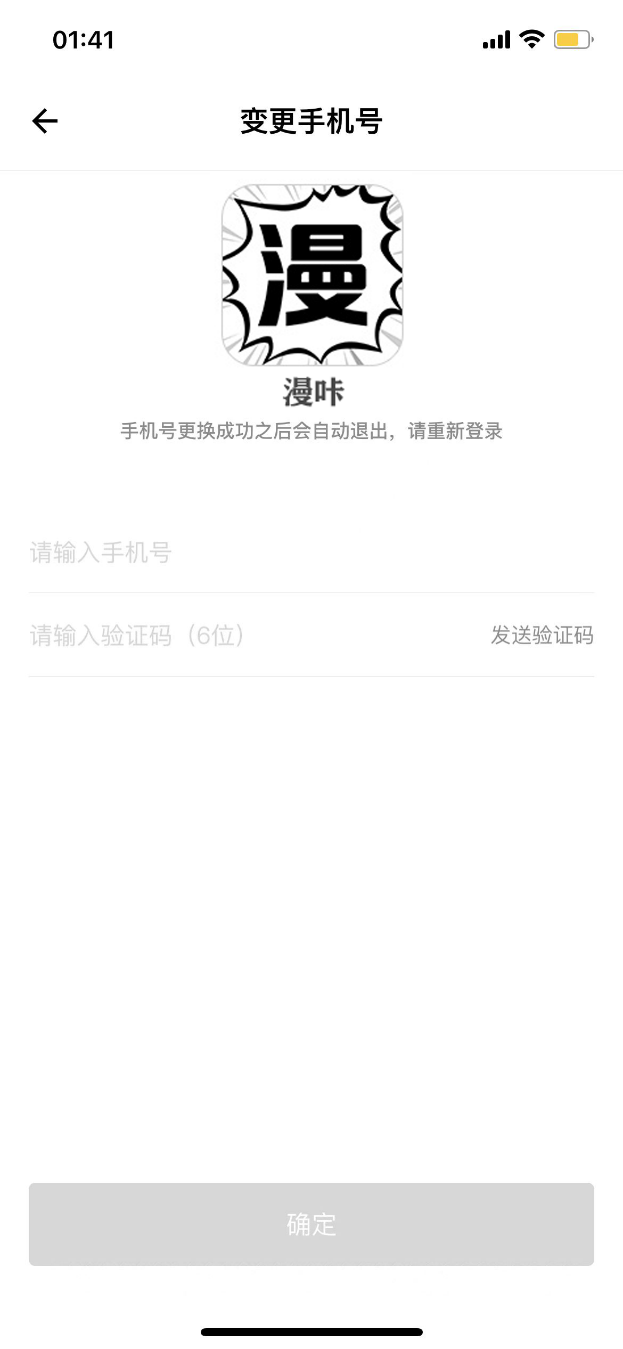 01:41
变更手机号
漫
漫咔
手机号更换成功之后会自动退出，请重新登录
请输入手机号
请输入验证码（6位）
发送验证码
确定